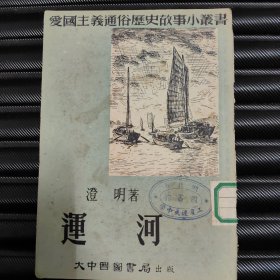 愛國主義通俗歷史故事小叢書
澄明著
運河
大中國圖書局出版